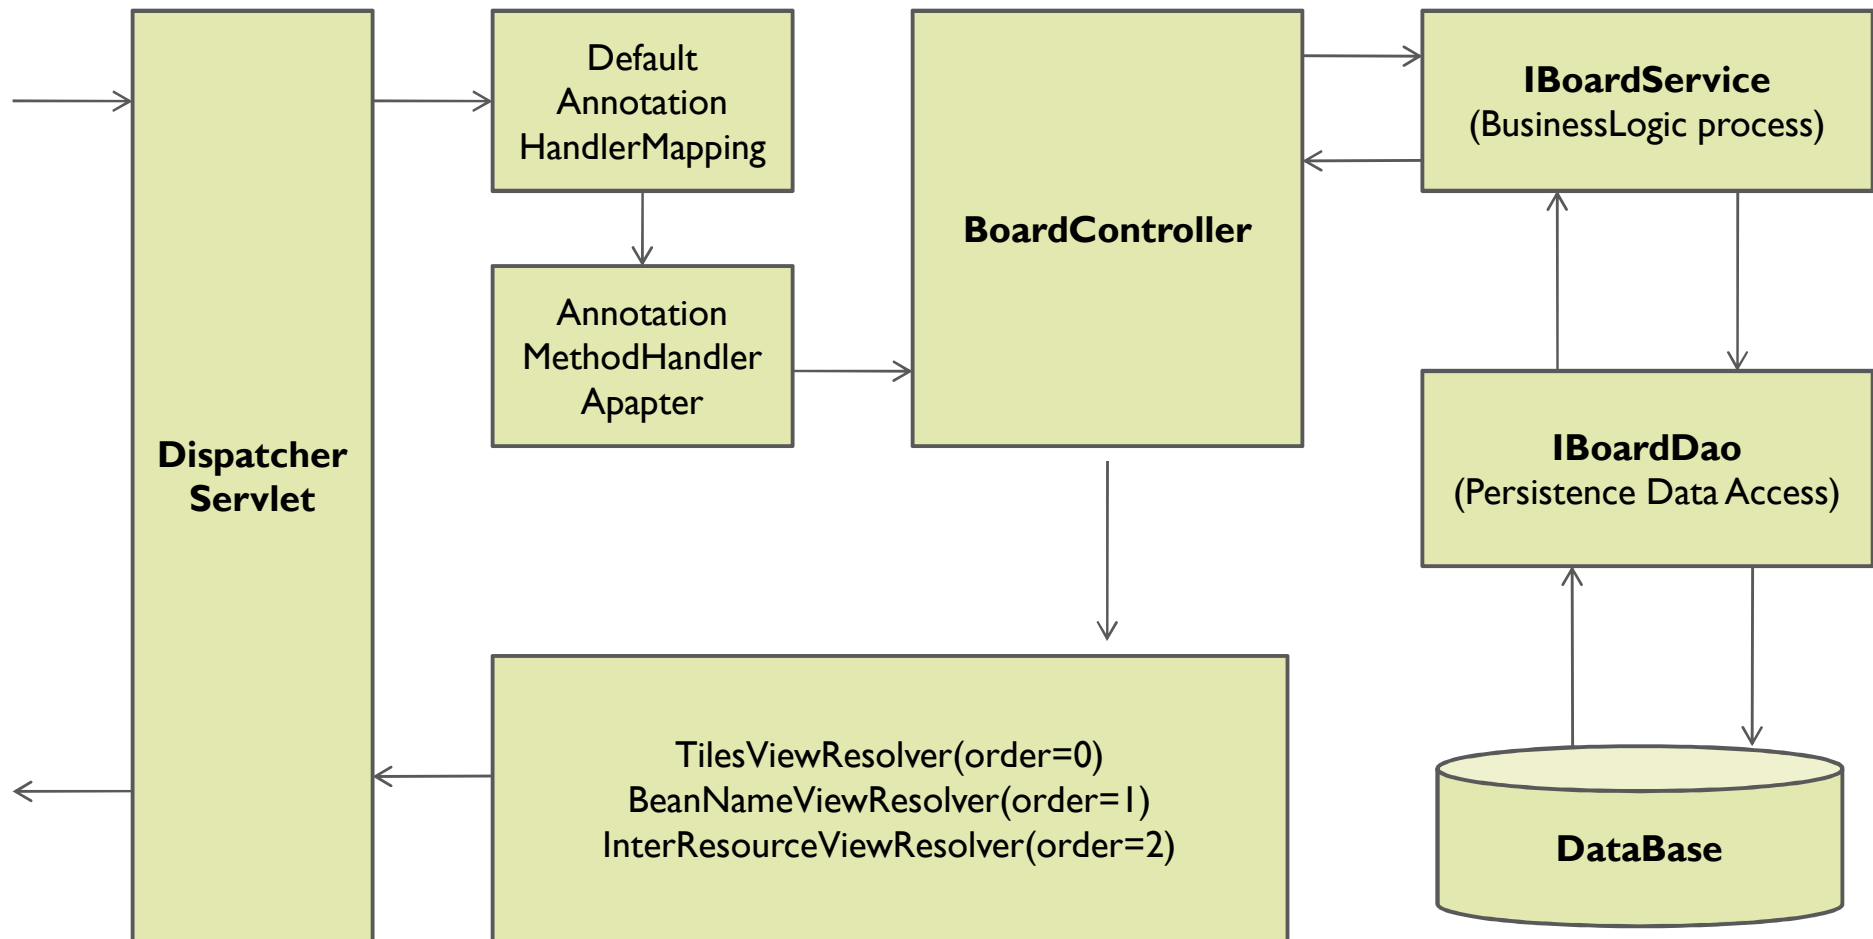 Default
Annotation
HandlerMapping
Annotation
MethodHandler
Apapter
Dispatcher
Servlet
BoardController
IBoardService
(BusinessLogic process)
IBoardDao
(Persistence Data Access)
TilesViewResolver(order=0)
BeanNameViewResolver(order=1)
InterResourceViewResolver(order=2)
DataBase